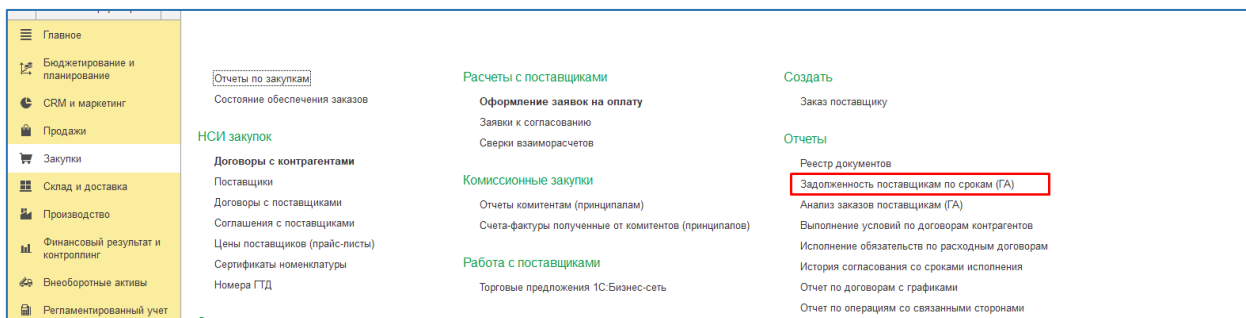 Главное
Бюджетирование и
планирование
CRM и маркетинг
Продажи
Закупки
Склад и доставка
Производство
Финансовый результат и
контроллинг
Внеоборотные активы
Регламентированный учет
Отчеты по закупкам
Состояние обеспечения заказов
НСИ закупок
Договоры с контрагентами
Поставщики
Договоры с поставщиками
Соглашения с поставщиками
Цены поставщиков (прайс-листы)
Сертификаты номенклатуры
Номера ГТД
Расчеты с поставщиками
Оформление заявок на оплату
Заявки к согласованию
Сверки взаиморасчетов
Комиссионные закупки
Отчеты комитентам (принципалам)
Счета-фактуры полученные от комитентов (принципалов)
Работа с поставщиками
Торговые предложения 1С:Бизнес-сеть
Создать
Заказ поставщику
Отчеты
Реестр документов
Задолженность поставщикам по срокам (ГА)
Анализ заказов поставщикам (ГА)
Выполнение условий по договорам контрагентов
Исполнение обязательств по расходным договорам
История согласования со сроками исполнения
Отчет по договорам с графиками
Отчет по операциям со связанными сторонами